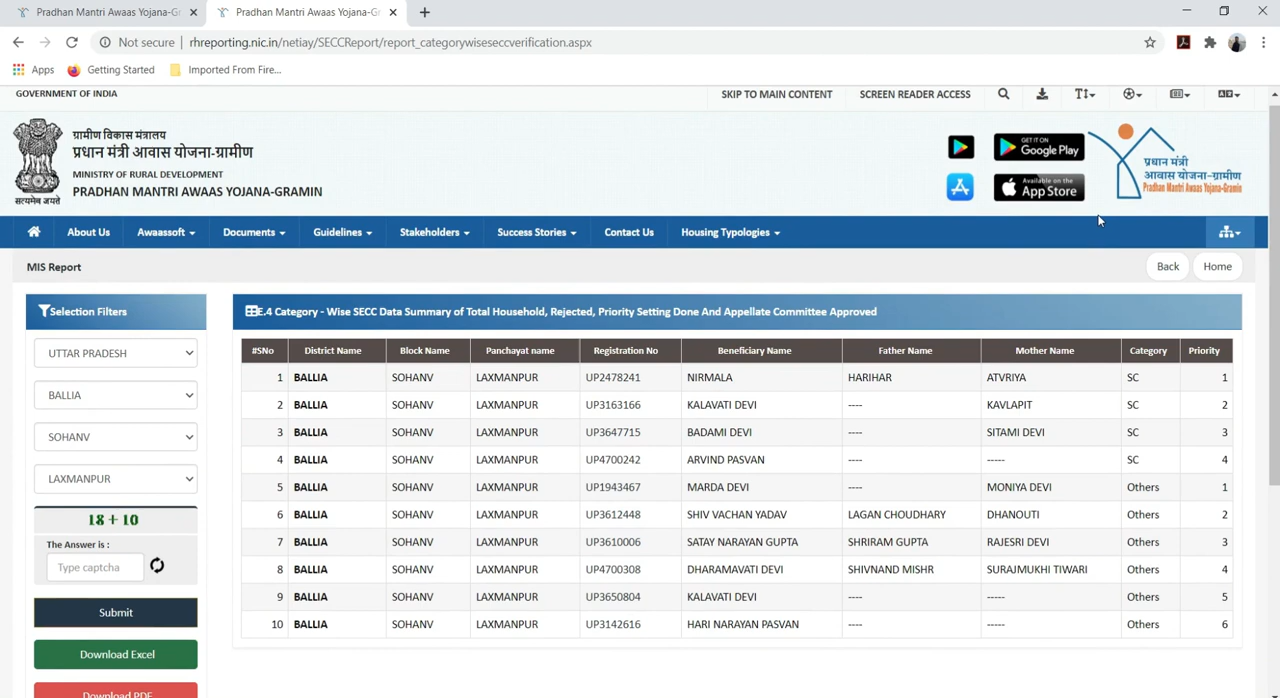 Pradhan Mantri Awaas Yojana-Gr
Pradhan Mantri Awaas Yojana-Gr
Not secure | rhreporting.nic.in/netiay/SECCReport/report_categorywiseseccverification.aspx
Apps Getting Started Imported From Fire...
GOVERNMENT OF INDIA
SKIP TO MAIN CONTENT SCREEN READER ACCESS
ग्रामीण विकास मंत्रालय
प्रधान मंत्री आवास योजना-ग्रामीण
MINISTRY OF RURAL DEVELOPMENT
PRADHAN MANTRI AWAAS YOJANA-GRAMIN
सत्यमेव जयते
GET IT ON
Google Play
Available on the
App Store
प्रधान मंत्री
आवास योजना-ग्रामीण
Pradhan Mantri Awaas Yojana-Gramin
About Us Awaassoft Documents Guidelines Stakeholders Success Stories Contact Us Housing Typologies
MIS Report
Back Home
Selection Filters
UTTAR PRADESH
BALLIA
SOHANV
LAXMANPUR
18 + 10
The Answer is :
Type captcha
Submit
Download Excel
Download PDF
E.4 Category - Wise SECC Data Summary of Total Household, Rejected, Priority Setting Done And Appellate Committee Approved
#SNo District Name Block Name Panchayat name Registration No Beneficiary Name Father Name Mother Name Category Priority
1 BALLIA SOHANV LAXMANPUR UP2478241 NIRMALA HARIHAR ATVRIYA SC 1
2 BALLIA SOHANV LAXMANPUR UP3163166 KALAVATI DEVI ---- KAVLAPIT SC 2
3 BALLIA SOHANV LAXMANPUR UP3647715 BADAMI DEVI ---- SITAMI DEVI SC 3
4 BALLIA SOHANV LAXMANPUR UP4700242 ARVIND PASVAN ---- ----- SC 4
5 BALLIA SOHANV LAXMANPUR UP1943467 MARDA DEVI ---- MONIYA DEVI Others 1
6 BALLIA SOHANV LAXMANPUR UP3612448 SHIV VACHAN YADAV LAGAN CHOUDHARY DHANOUTI Others 2
7 BALLIA SOHANV LAXMANPUR UP3610006 SATAY NARAYAN GUPTA SHRIRAM GUPTA RAJESRI DEVI Others 3
8 BALLIA SOHANV LAXMANPUR UP4700308 DHARAMAVATI DEVI SHIVNAND MISHR SURAJMUKHI TIWARI Others 4
9 BALLIA SOHANV LAXMANPUR UP3650804 KALAVATI DEVI ---- ----- Others 5
10 BALLIA SOHANV LAXMANPUR UP3142616 HARI NARAYAN PASVAN ---- ----- Others 6